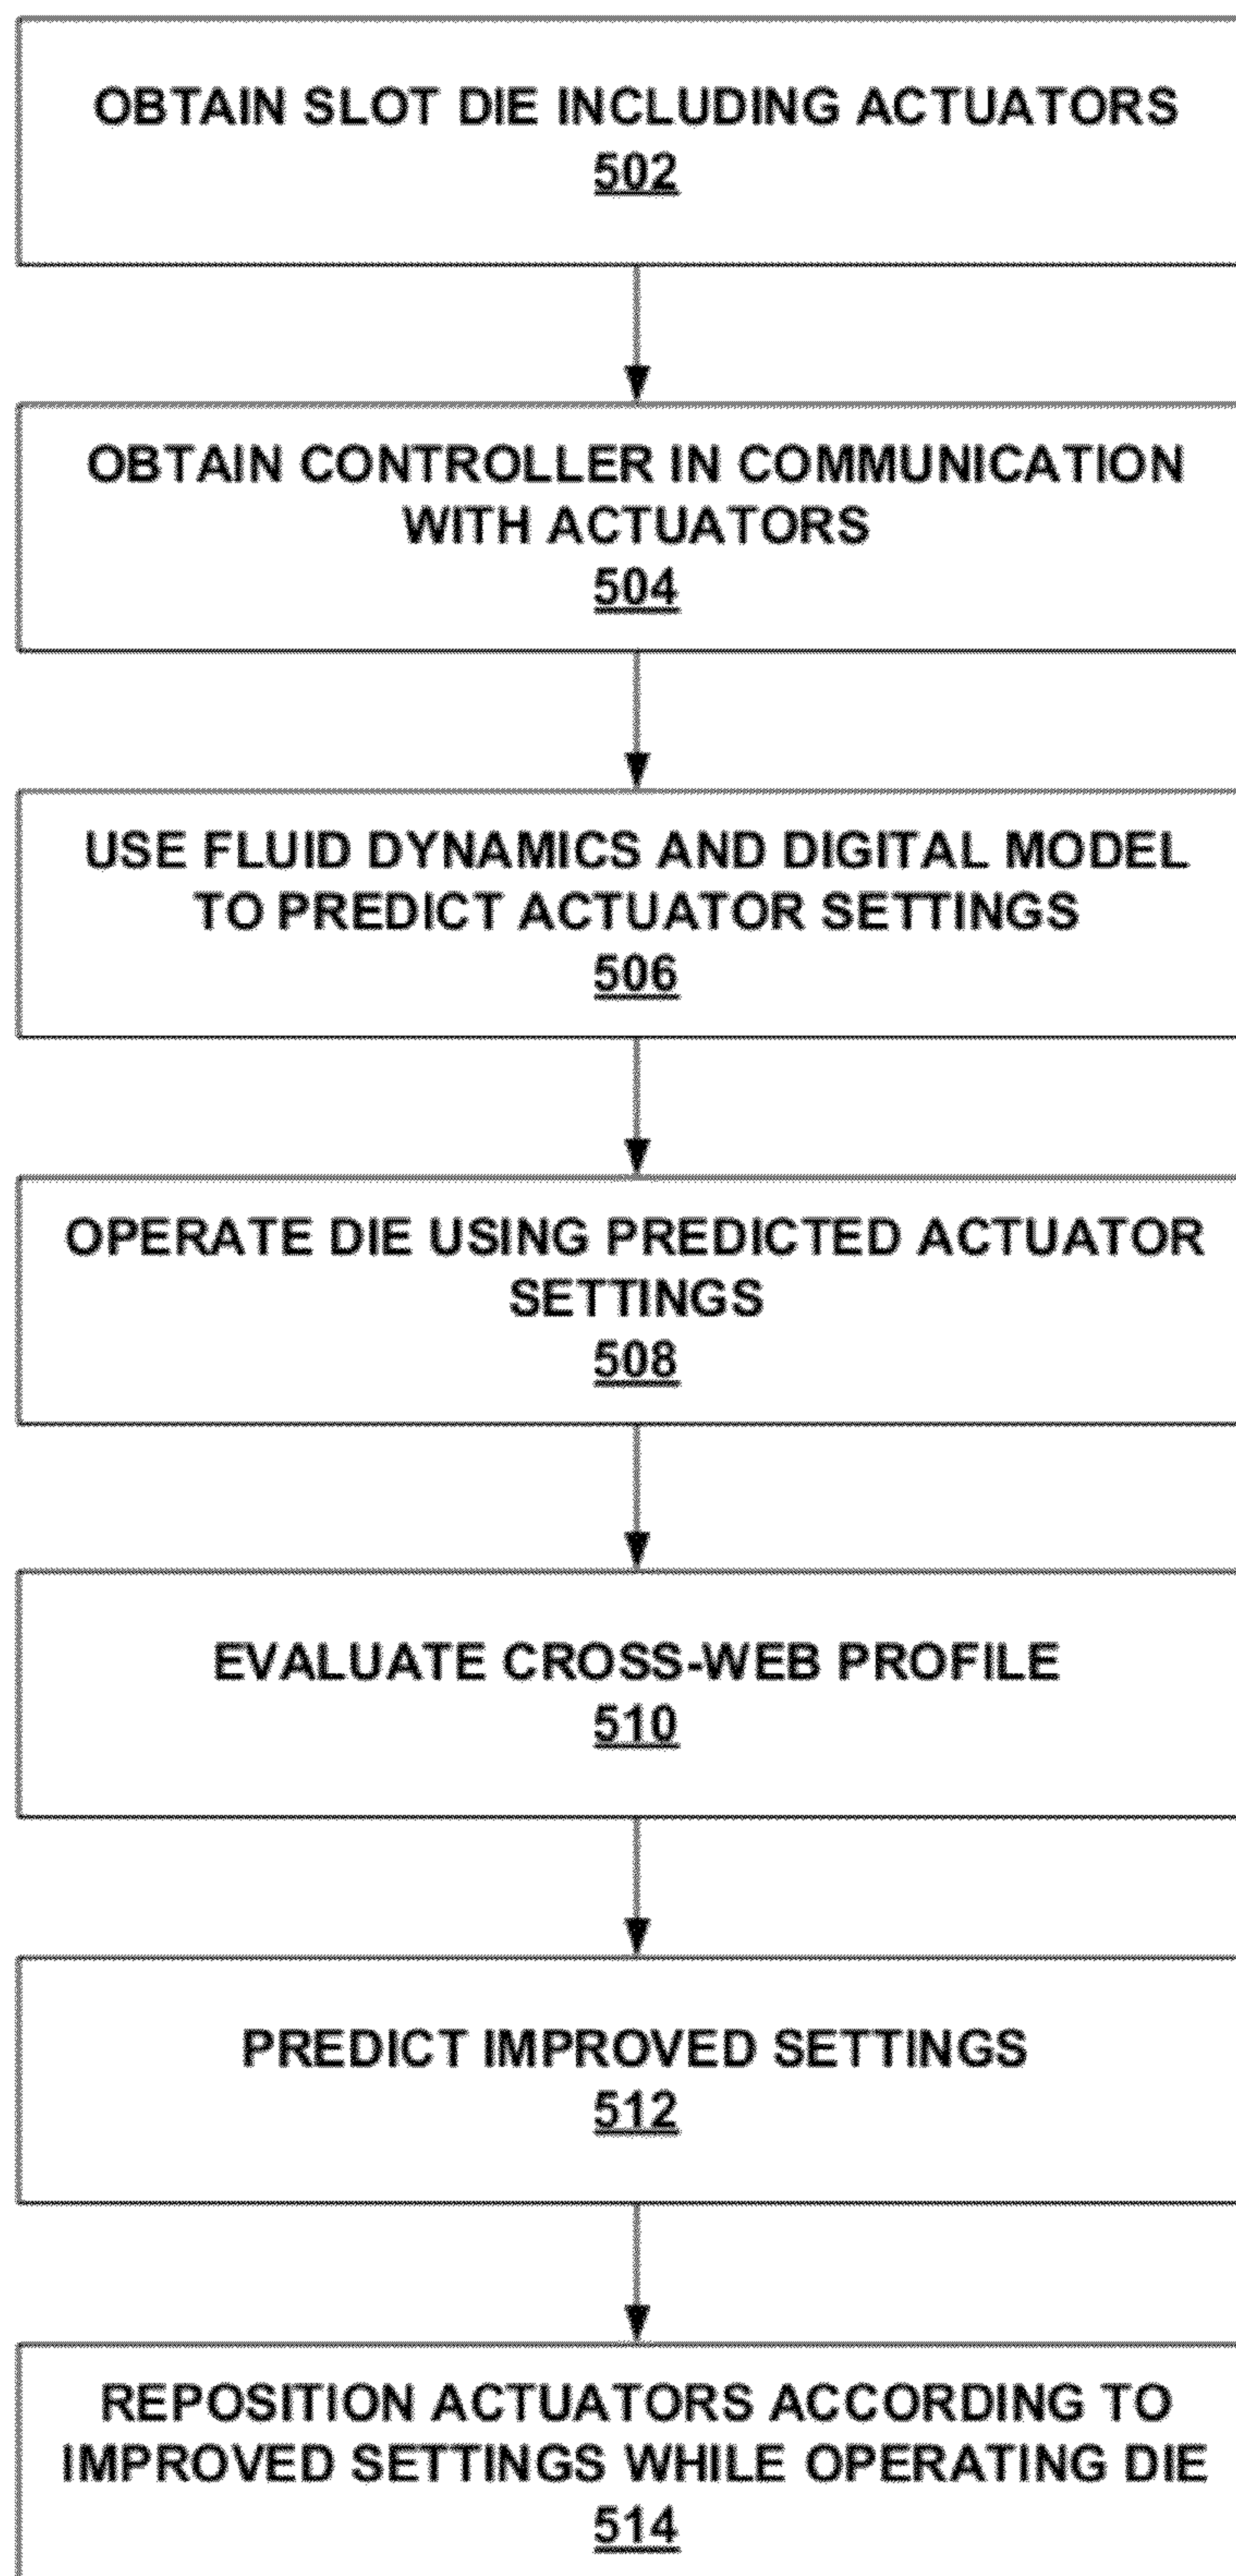 OBTAIN SLOT DIE INCLUDING ACTUATORS
502
OBTAIN CONTROLLER IN COMMUNICATION
WITH ACTUATORS
504
USE FLUID DYNAMICS AND DIGITAL MODEL
TO PREDICT ACTUATOR SETTINGS
506
OPERATE DIE USING PREDICTED ACTUATOR
SETTINGS
508
EVALUATE CROSS-WEB PROFILE
510
PREDICT IMPROVED SETTINGS
512
REPOSITION ACTUATORS ACCORDING TO
IMPROVED SETTINGS WHILE OPERATING DIE
514